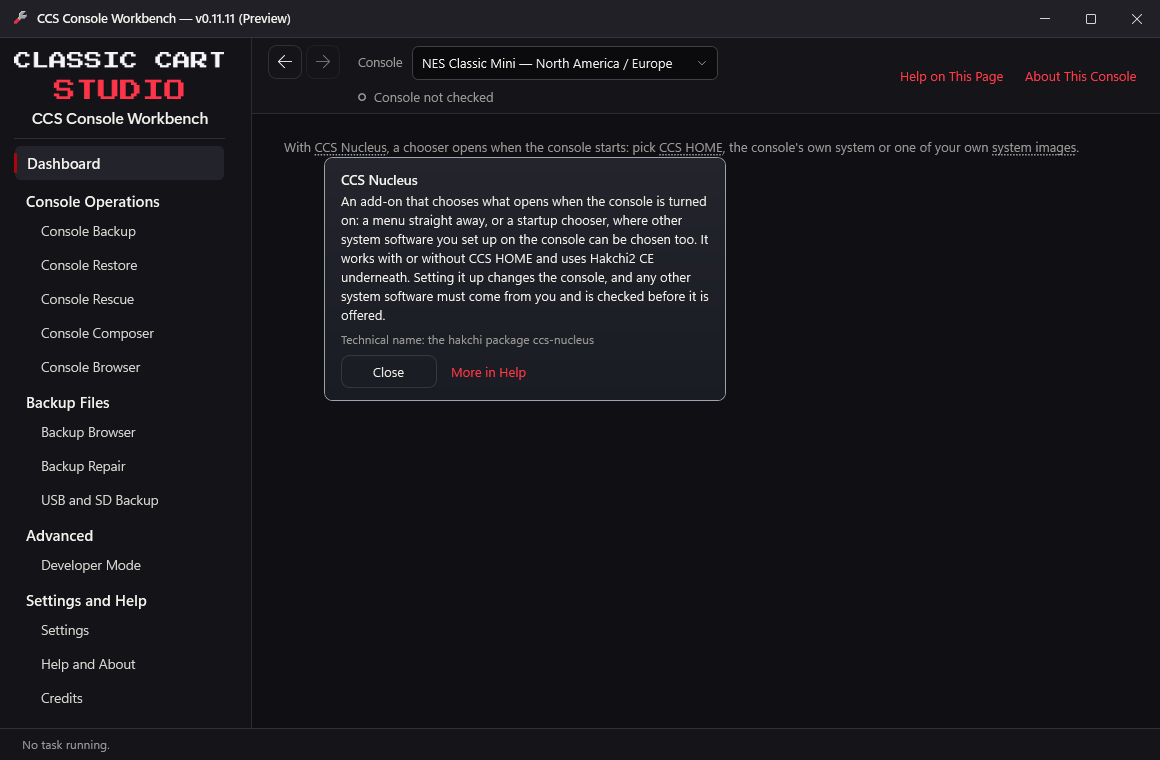 CCS Console Workbench — v0.11.11 (Preview)
CLASSIC CART
STUDIO
CCS Console Workbench
Dashboard
Console Operations
Console Backup
Console Restore
Console Rescue
Console Composer
Console Browser
Backup Files
Backup Browser
Backup Repair
USB and SD Backup
Advanced
Developer Mode
Settings and Help
Settings
Help and About
Credits
Console
NES Classic Mini — North America / Europe
Console not checked
Help on This Page
About This Console
With CCS Nucleus, a chooser opens when the console starts: pick CCS HOME, the console's own system or one of your own system images.
CCS Nucleus
An add-on that chooses what opens when the console is turned
on: a menu straight away, or a startup chooser, where other
system software you set up on the console can be chosen too. It
works with or without CCS HOME and uses Hakchi2 CE
underneath. Setting it up changes the console, and any other
system software must come from you and is checked before it is
offered.
Technical name: the hakchi package ccs-nucleus
Close
More in Help
No task running.